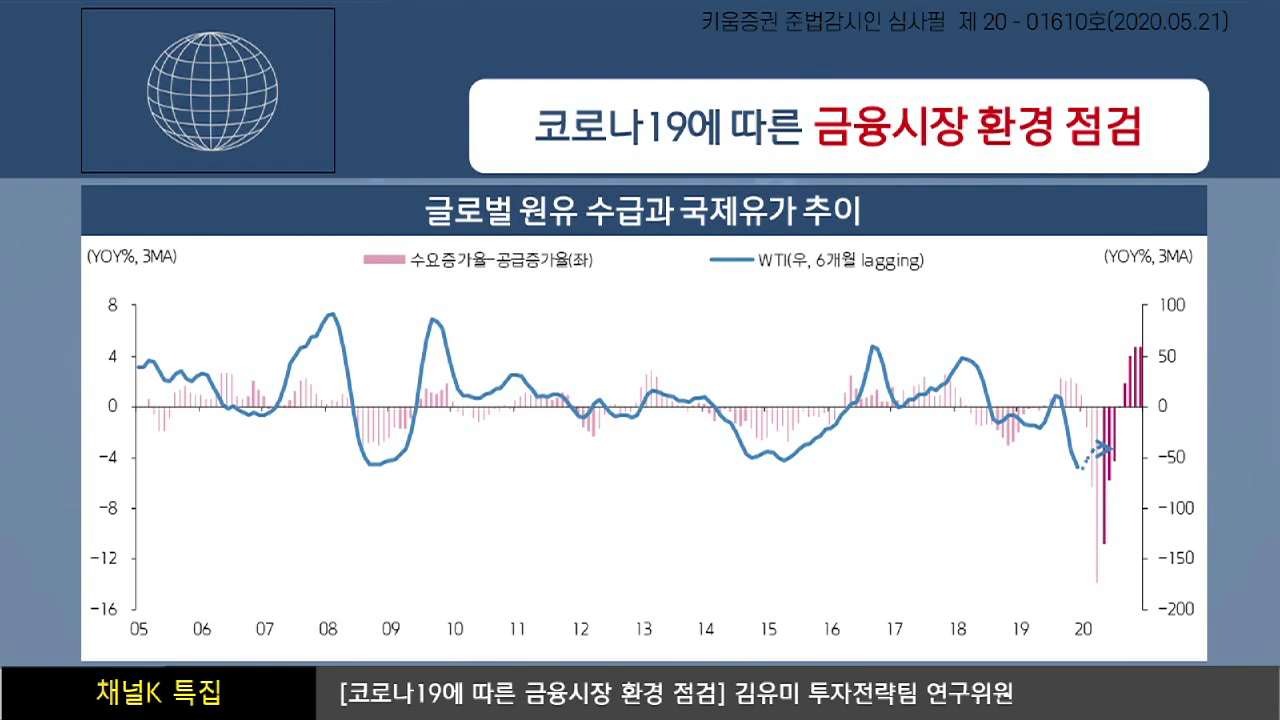 키움증권 준법감시인 심사필 제 20 - 01610호(2020.05.21)
코로나19에 따른 금융시장 환경 점검
글로벌 원유 수급과 국제유가 추이
(YOY%, 3MA) 수요증가율-공급증가율(좌) WTI(우, 6개월 lagging) (YOY%, 3MA)
8 100
4 50
0 0
-4 -50
-8 -100
-12 -150
-16 -200
05 06 07 08 09 10 11 12 13 14 15 16 17 18 19 20
채널K 특집 [코로나19에 따른 금융시장 환경 점검] 김유미 투자전략팀 연구위원